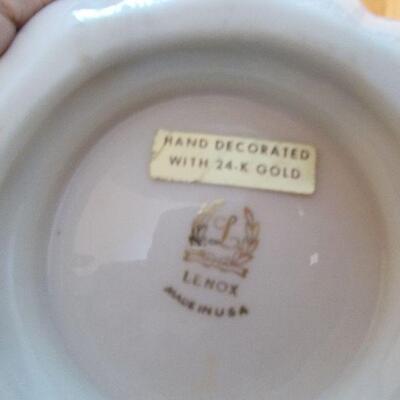 HAND DECORATED
WITH 24-K GOLD
L
LENOX
MADE IN USA